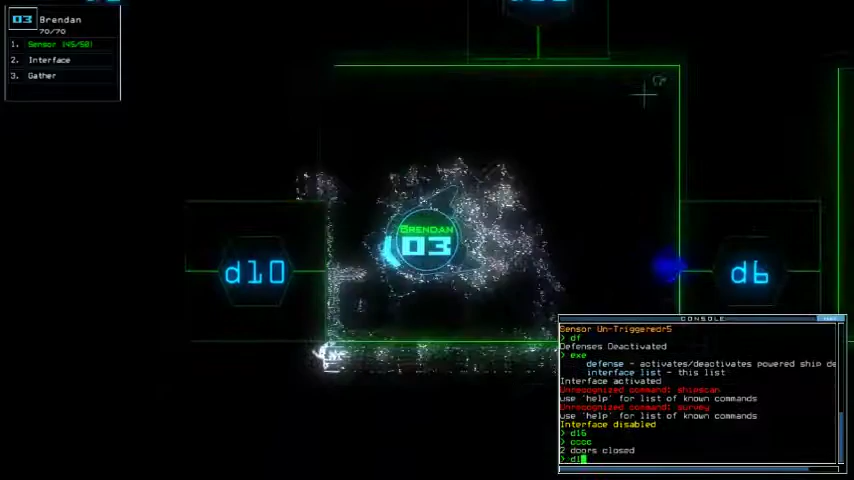 03 Brendan
70/70
1. Sensor (45/50)
2. Interface
3. Gather
BRENDAN
03
d10
d6
CONSOLE
Sensor Un-Triggeredr5
> df
Defenses Deactivated
> exe
defense - activates/deactivates powered ship de
interface list - this list
Interface activated
Unrecognized command: shipscan
use 'help' for list of known commands
Unrecognized command: survey
use 'help' for list of known commands
Interface disabled
> d16
> cccc
2 doors closed
> d1